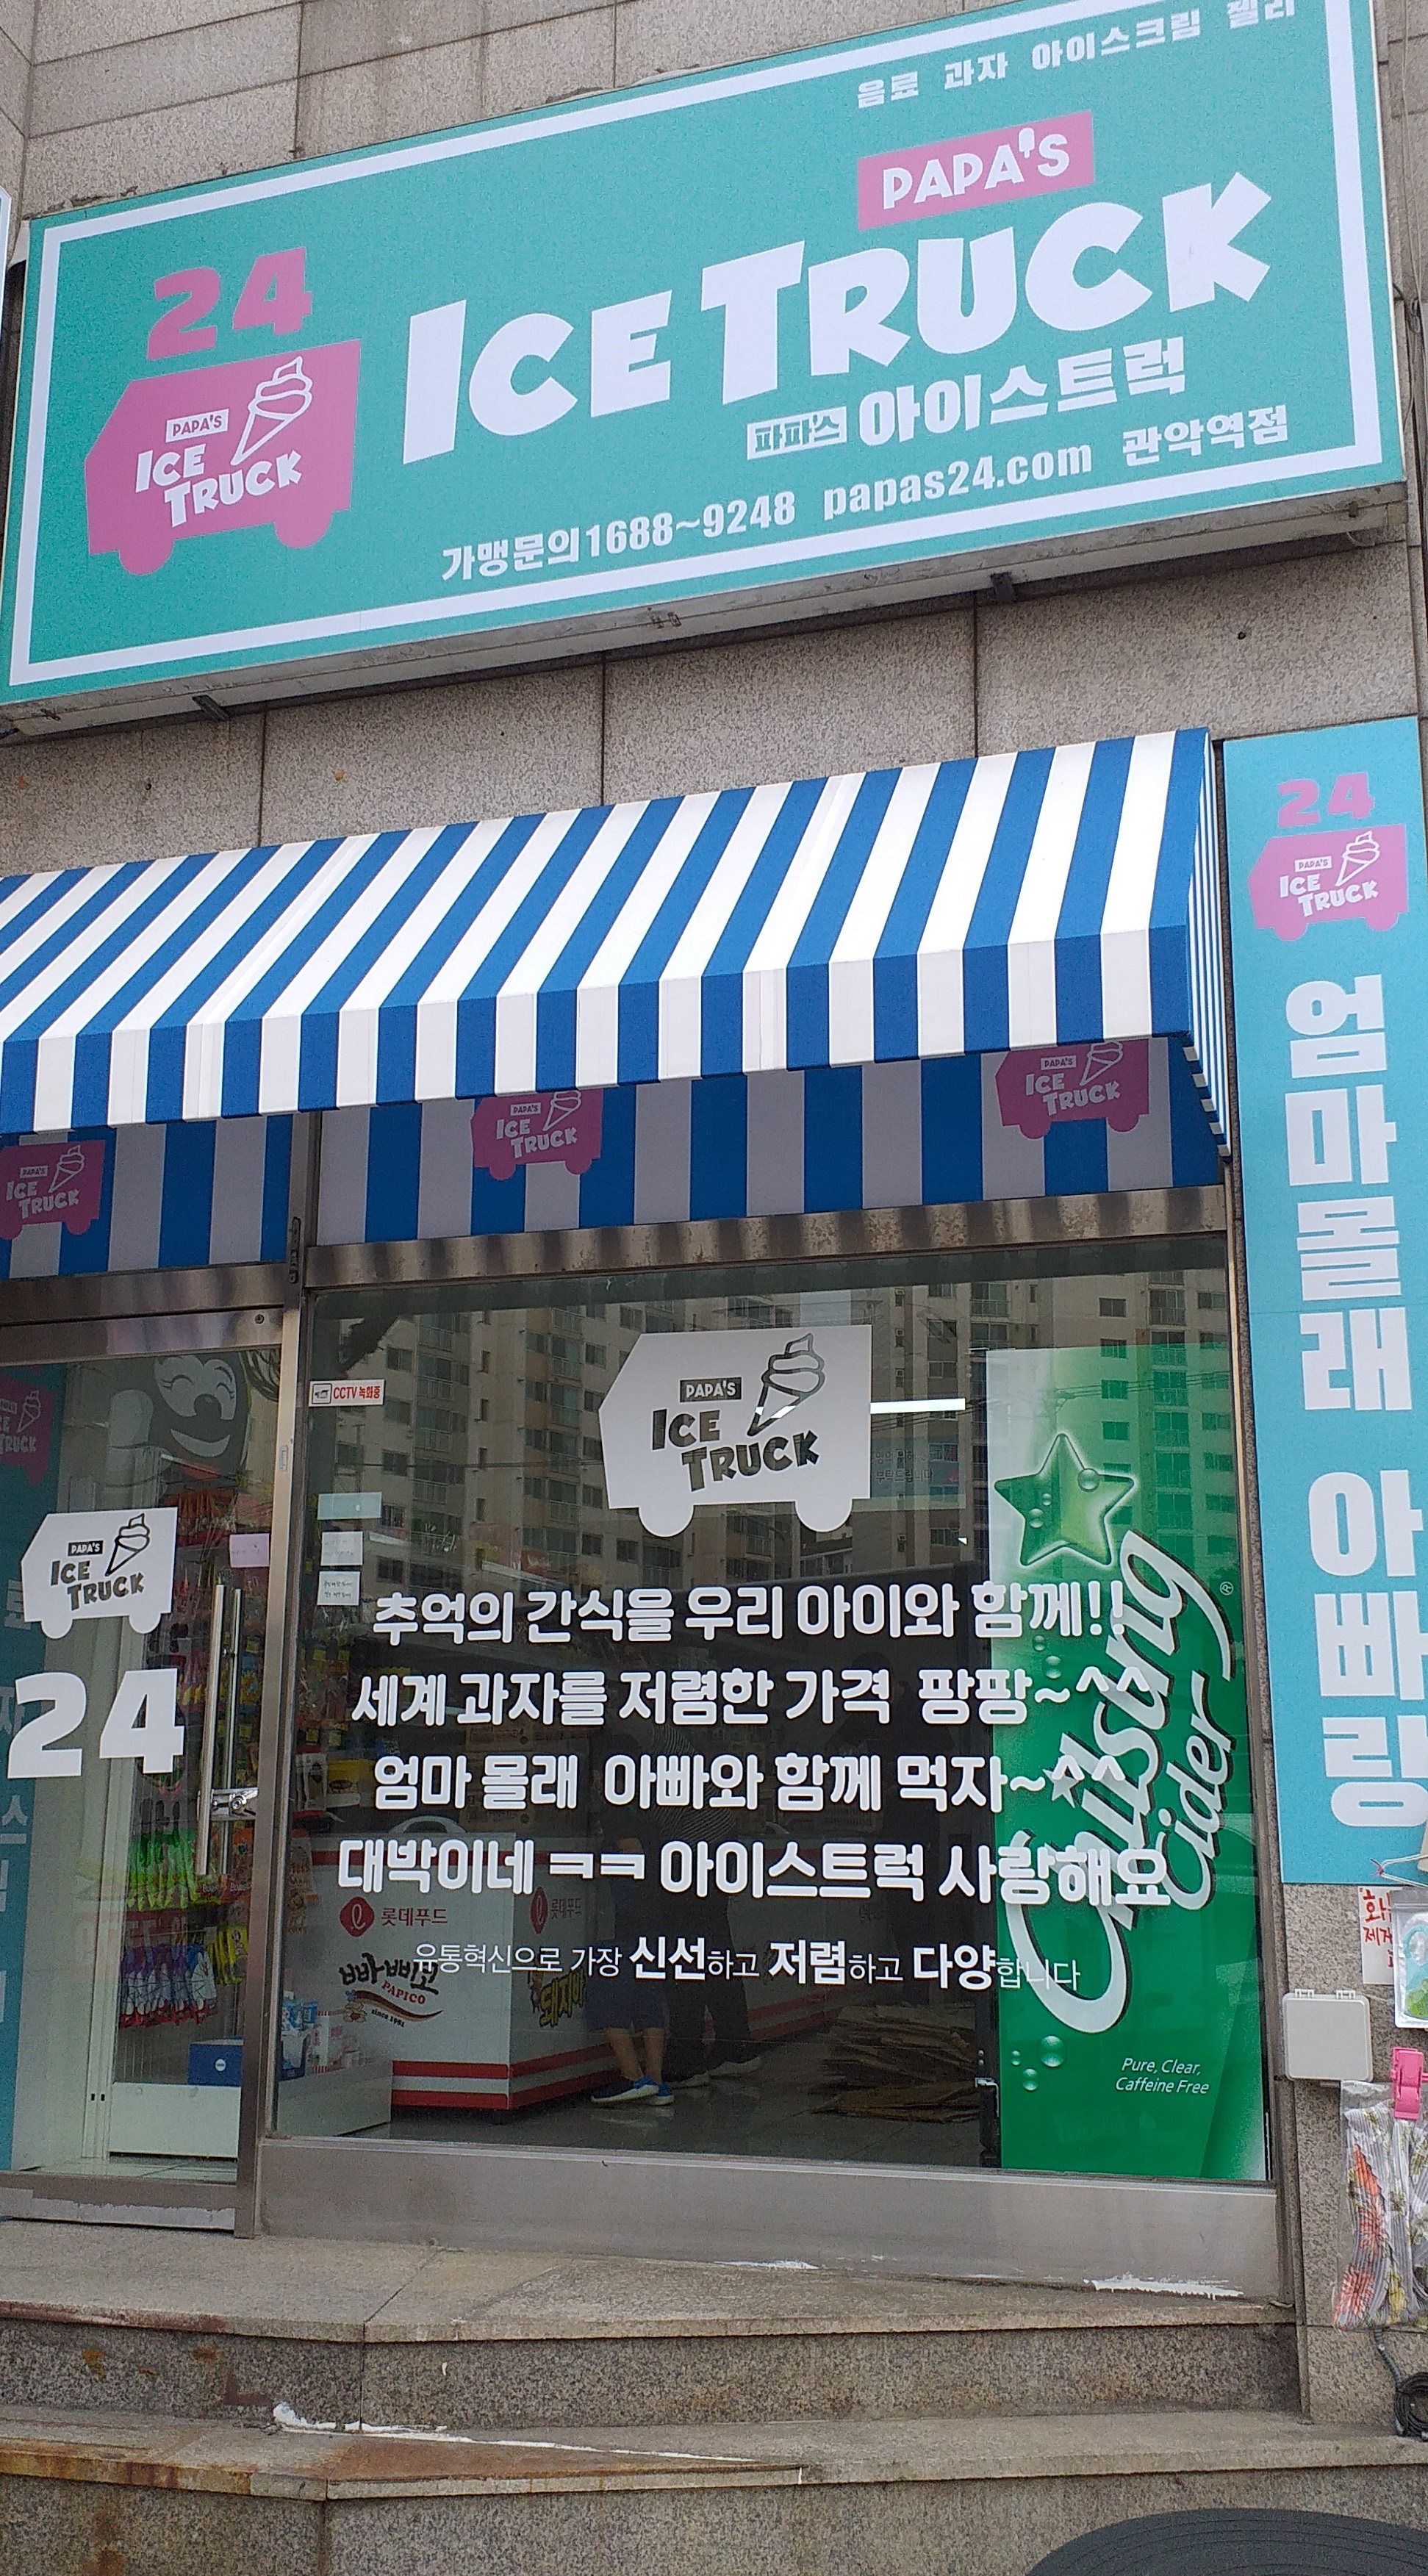 음료 과자 아이스크림 젤리
PAPA'S
24
ICE TRUCK
PAPA'S
ICE
TRUCK
파파'스 아이스트럭
가맹문의1688~9248 papas24.com 관악역점
24
PAPA'S
ICE
TRUCK
엄마몰래 아빠랑
PAPA'S
ICE
TRUCK
PAPA'S
ICE
TRUCK
PAPA'S
ICE
TRUCK
CCTV 녹화중
PAPA'S
ICE
TRUCK
PAPA'S
ICE
TRUCK
24
추억의 간식을 우리 아이와 함께!!
세계 과자를 저렴한 가격 팡팡~^^
엄마 몰래 아빠와 함께 먹자~^^
대박이네 ㅋㅋ 아이스트럭 사랑해요
유통혁신으로 가장 신선하고 저렴하고 다양합니다
Chilsung
Cider
Pure, Clear,
Caffeine Free
롯데푸드
롯데푸드
빠삐코
PAPICO
since 1981
돼지바